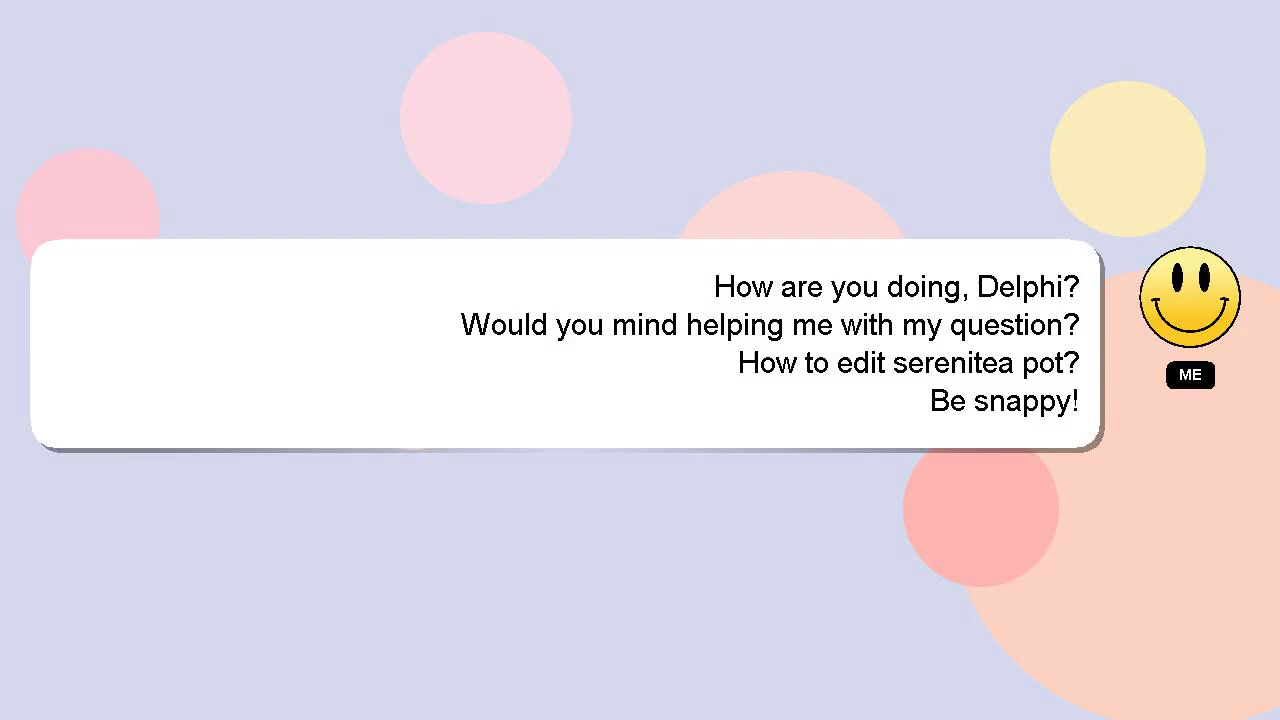 How are you doing, Delphi?
Would you mind helping me with my question?
How to edit serenitea pot?
Be snappy!
ME